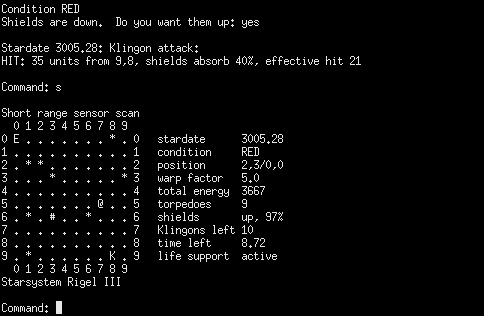 Condition RED
Shields are down.  Do you want them up: yes

Stardate 3005.28: Klingon attack:
HIT: 35 units from 9,8, shields absorb 40%, effective hit 21

Command: s

Short range sensor scan
  0 1 2 3 4 5 6 7 8 9
0 E . . . . . . . * . 0   stardate      3005.28
1 . . . . . . . . . . 1   condition     RED
2 . * * . . . . . . . 2   position      2,3/0,0
3 . . . * . . . . . * 3   warp factor   5.0
4 . . . . . . . . . . 4   total energy  3667
5 . . . . . . . @ . . 5   torpedoes     9
6 . * . # . . * . . . 6   shields       up, 97%
7 . . . . . . . . . . 7   Klingons left 10
8 . . . . . . . . . . 8   time left     8.72
9 . * . . . . . . K . 9   life support  active
  0 1 2 3 4 5 6 7 8 9
Starsystem Rigel III

Command: